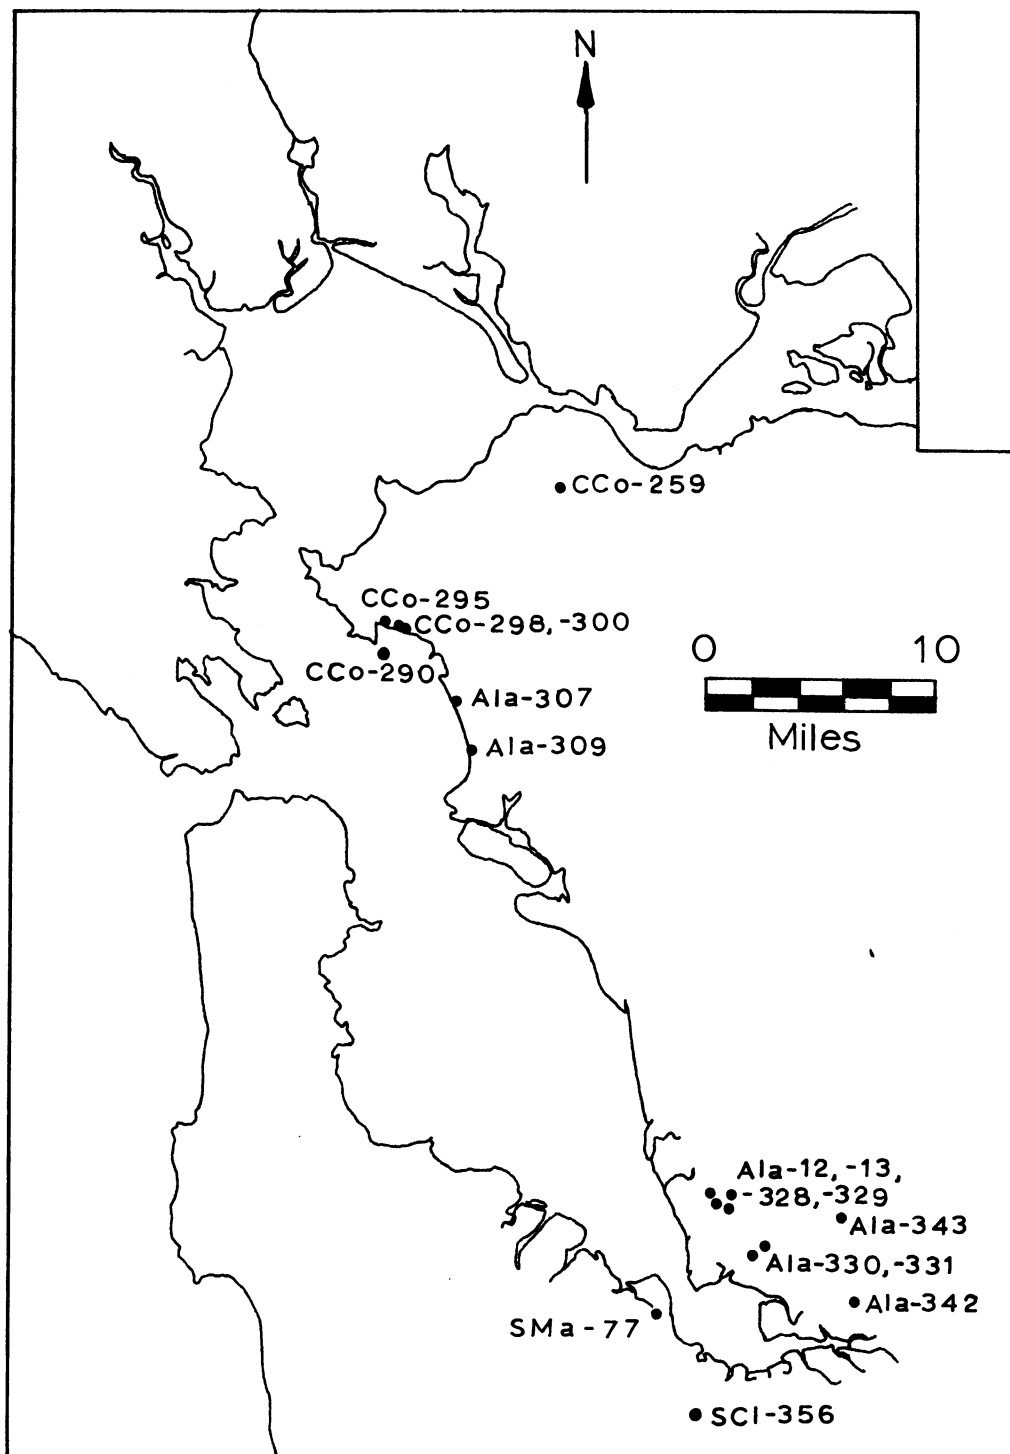 N
CCo-259
CCo-295
CCo-298,-300
CCo-290
0 10
Miles
Ala-307
Ala-309
Ala-12,-13,
-328,-329
Ala-343
Ala-330,-331
Ala-342
SMa-77
SCl-356